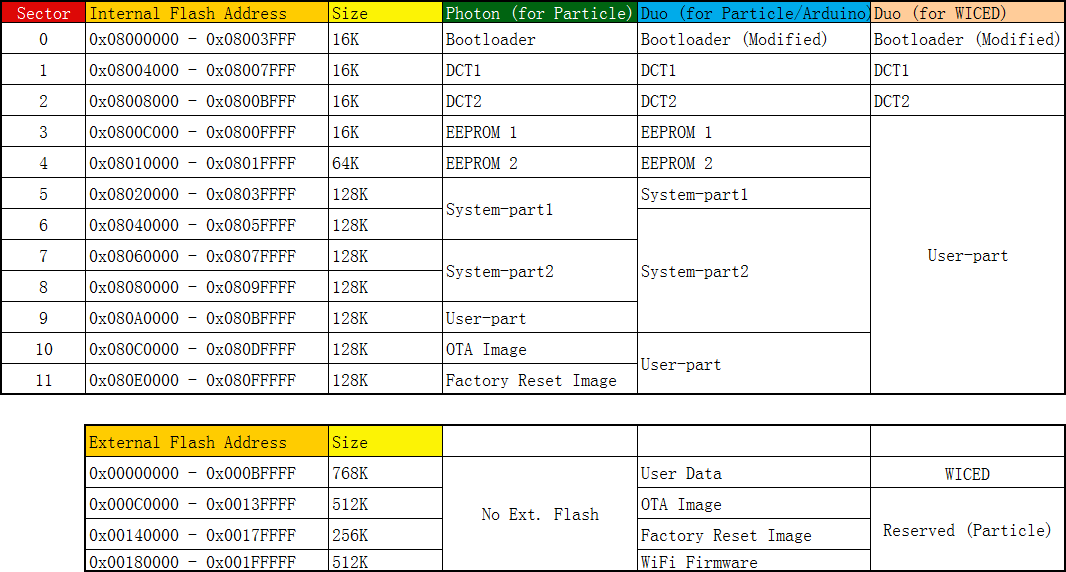 Sector Internal Flash Address Size Photon (for Particle) Duo (for Particle/Arduino) Duo (for WICED)
0 0x08000000 - 0x08003FFF 16K Bootloader Bootloader (Modified) Bootloader (Modified)
1 0x08004000 - 0x08007FFF 16K DCT1 DCT1 DCT1
2 0x08008000 - 0x0800BFFF 16K DCT2 DCT2 DCT2
3 0x0800C000 - 0x0800FFFF 16K EEPROM 1 EEPROM 1
4 0x08010000 - 0x0801FFFF 64K EEPROM 2 EEPROM 2
5 0x08020000 - 0x0803FFFF 128K System-part1
System-part1
6 0x08040000 - 0x0805FFFF 128K
7 0x08060000 - 0x0807FFFF 128K User-part
System-part2 System-part2
8 0x08080000 - 0x0809FFFF 128K
9 0x080A0000 - 0x080BFFFF 128K User-part
10 0x080C0000 - 0x080DFFFF 128K OTA Image
User-part
11 0x080E0000 - 0x080FFFFF 128K Factory Reset Image
External Flash Address Size
0x00000000 - 0x000BFFFF 768K User Data WICED
0x000C0000 - 0x0013FFFF 512K No Ext. Flash OTA Image
0x00140000 - 0x0017FFFF 256K Factory Reset Image Reserved (Particle)
0x00180000 - 0x001FFFFF 512K WiFi Firmware